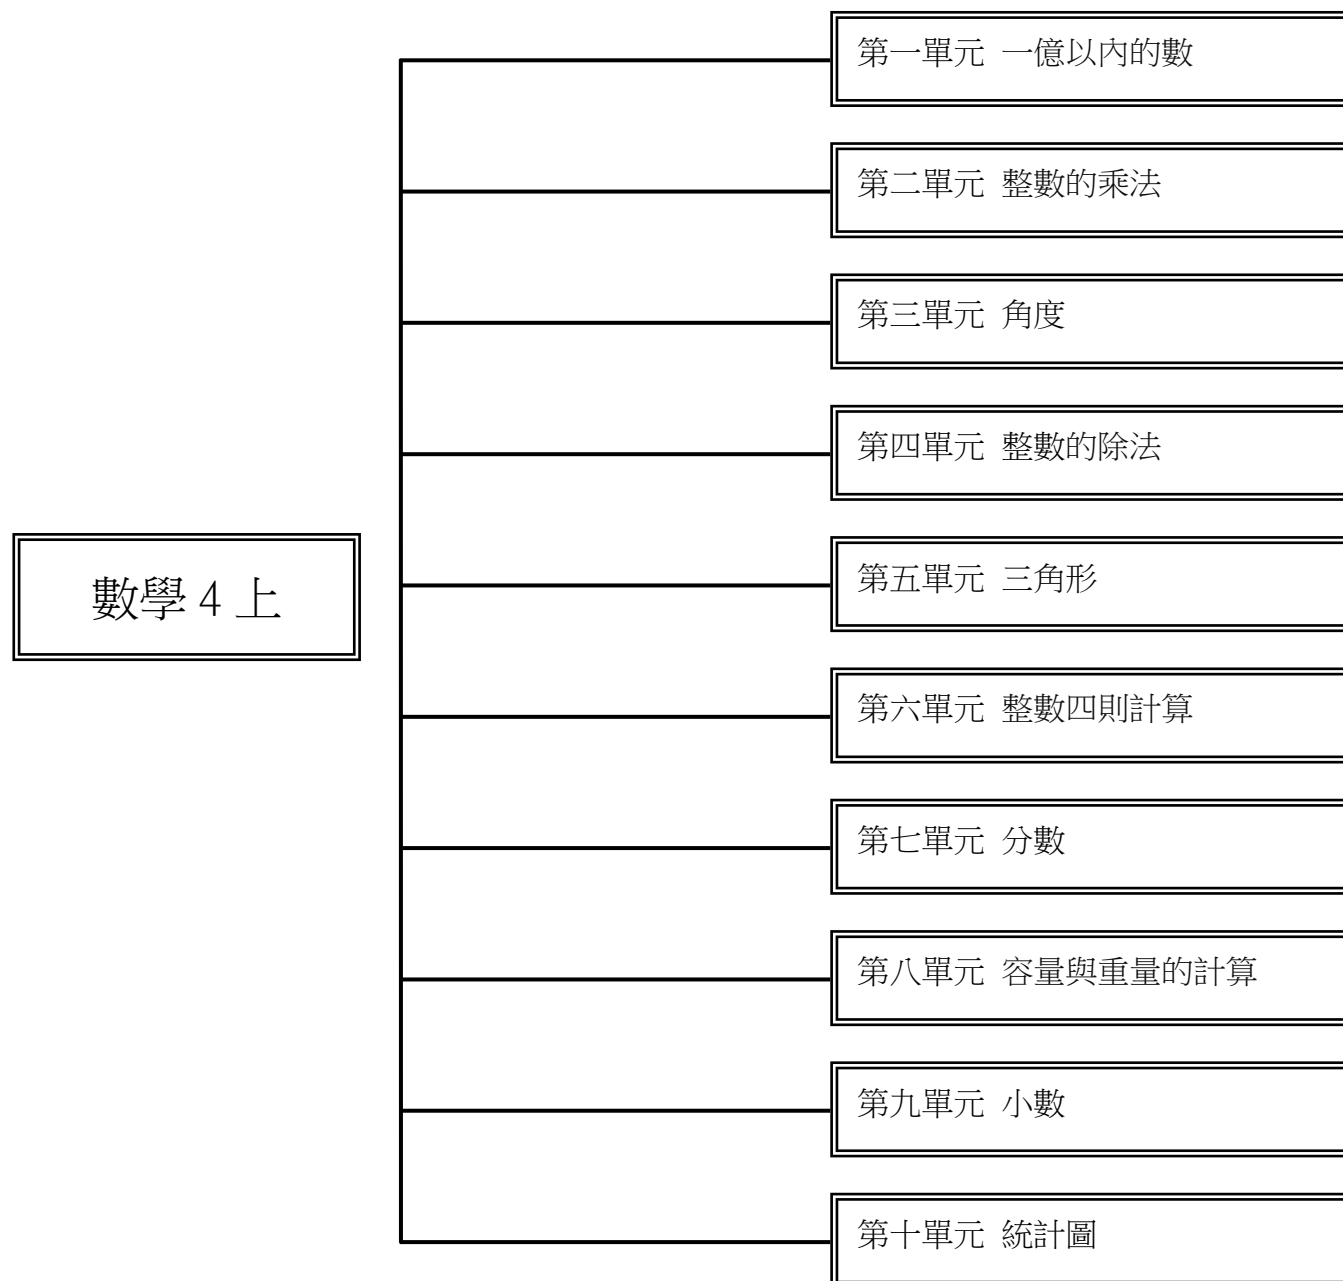 數學4上
第一單元 一億以內的數
第二單元 整數的乘法
第三單元 角度
第四單元 整數的除法
第五單元 三角形
第六單元 整數四則計算
第七單元 分數
第八單元 容量與重量的計算
第九單元 小數
第十單元 統計圖